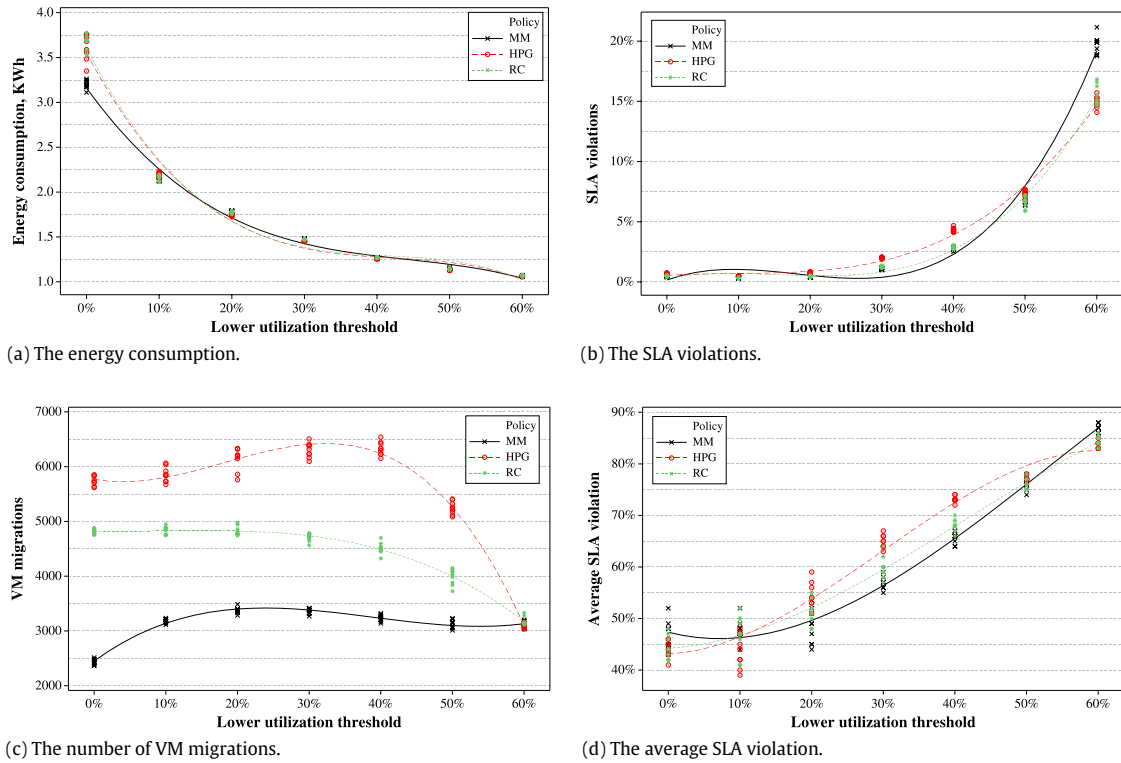 4.0
3.5
3.0
2.5
2.0
1.5
1.0
Energy consumption, KWh
Policy
MM
HPG
RC
0% 10% 20% 30% 40% 50% 60%
Lower utilization threshold
(a) The energy consumption.
20%
15%
10%
5%
0%
SLA violations
Policy
MM
HPG
RC
0% 10% 20% 30% 40% 50% 60%
Lower utilization threshold
(b) The SLA violations.
7000
6000
5000
4000
3000
2000
VM migrations
Policy
MM
HPG
RC
0% 10% 20% 30% 40% 50% 60%
Lower utilization threshold
(c) The number of VM migrations.
90%
80%
70%
60%
50%
40%
Average SLA violation
Policy
MM
HPG
RC
0% 10% 20% 30% 40% 50% 60%
Lower utilization threshold
(d) The average SLA violation.